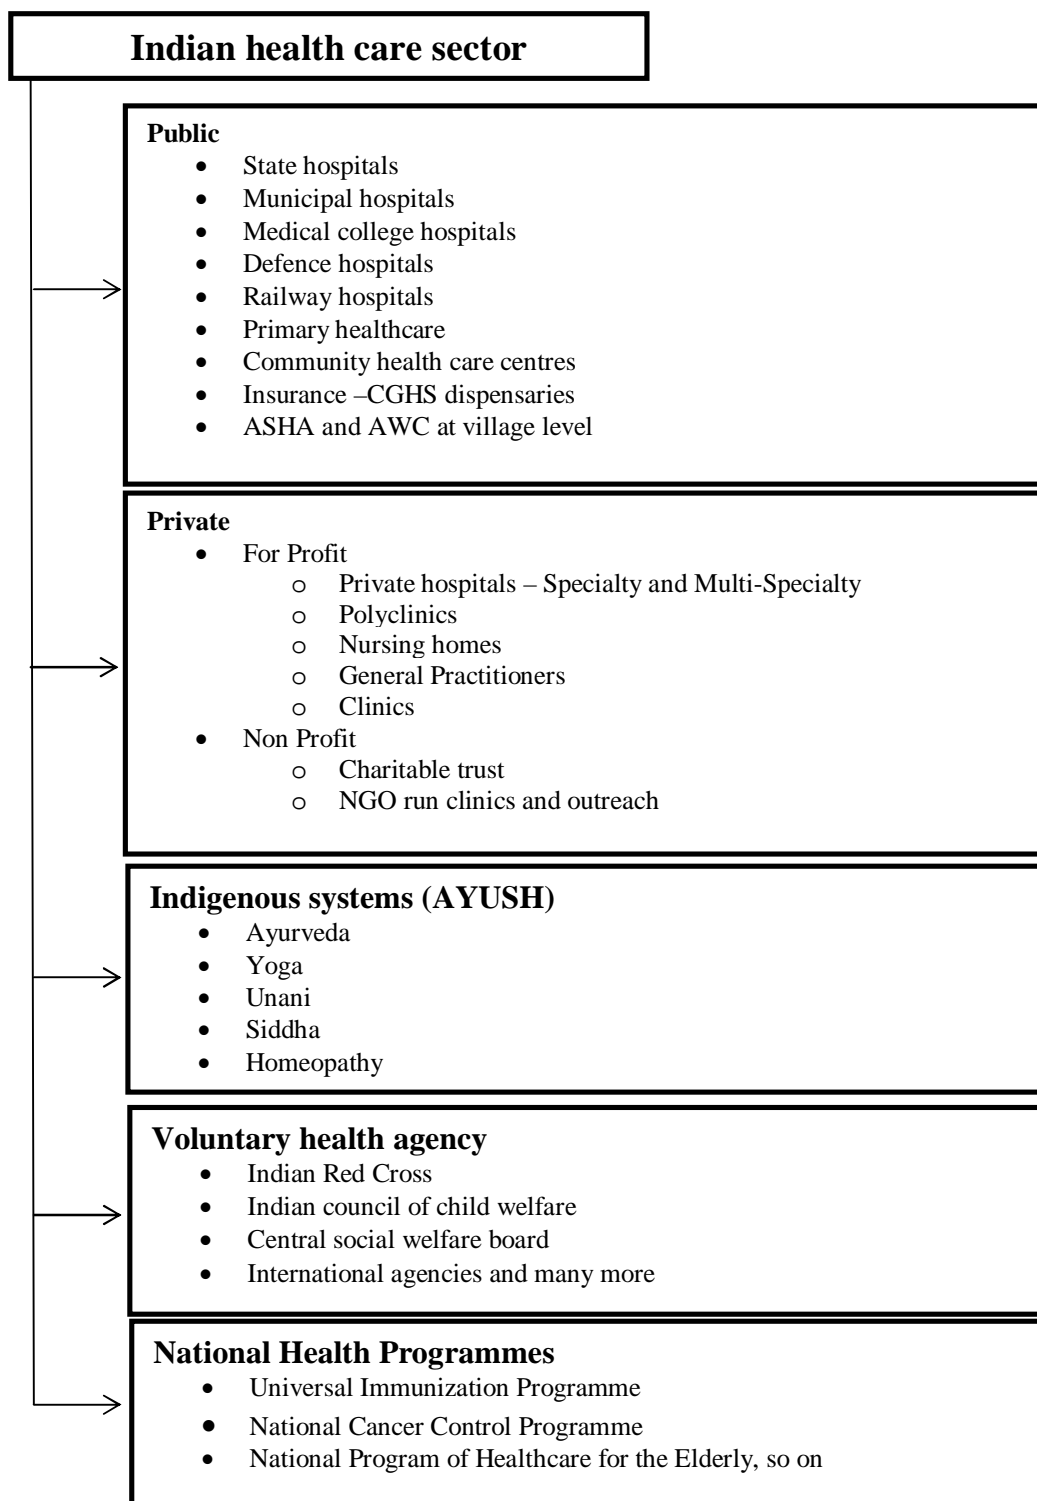 Indian health care sector
Public
• State hospitals
• Municipal hospitals
• Medical college hospitals
• Defence hospitals
• Railway hospitals
• Primary healthcare
• Community health care centres
• Insurance –CGHS dispensaries
• ASHA and AWC at village level
Private
• For Profit
o Private hospitals – Specialty and Multi-Specialty
o Polyclinics
o Nursing homes
o General Practitioners
o Clinics
• Non Profit
o Charitable trust
o NGO run clinics and outreach
Indigenous systems (AYUSH)
• Ayurveda
• Yoga
• Unani
• Siddha
• Homeopathy
Voluntary health agency
• Indian Red Cross
• Indian council of child welfare
• Central social welfare board
• International agencies and many more
National Health Programmes
• Universal Immunization Programme
• National Cancer Control Programme
• National Program of Healthcare for the Elderly, so on